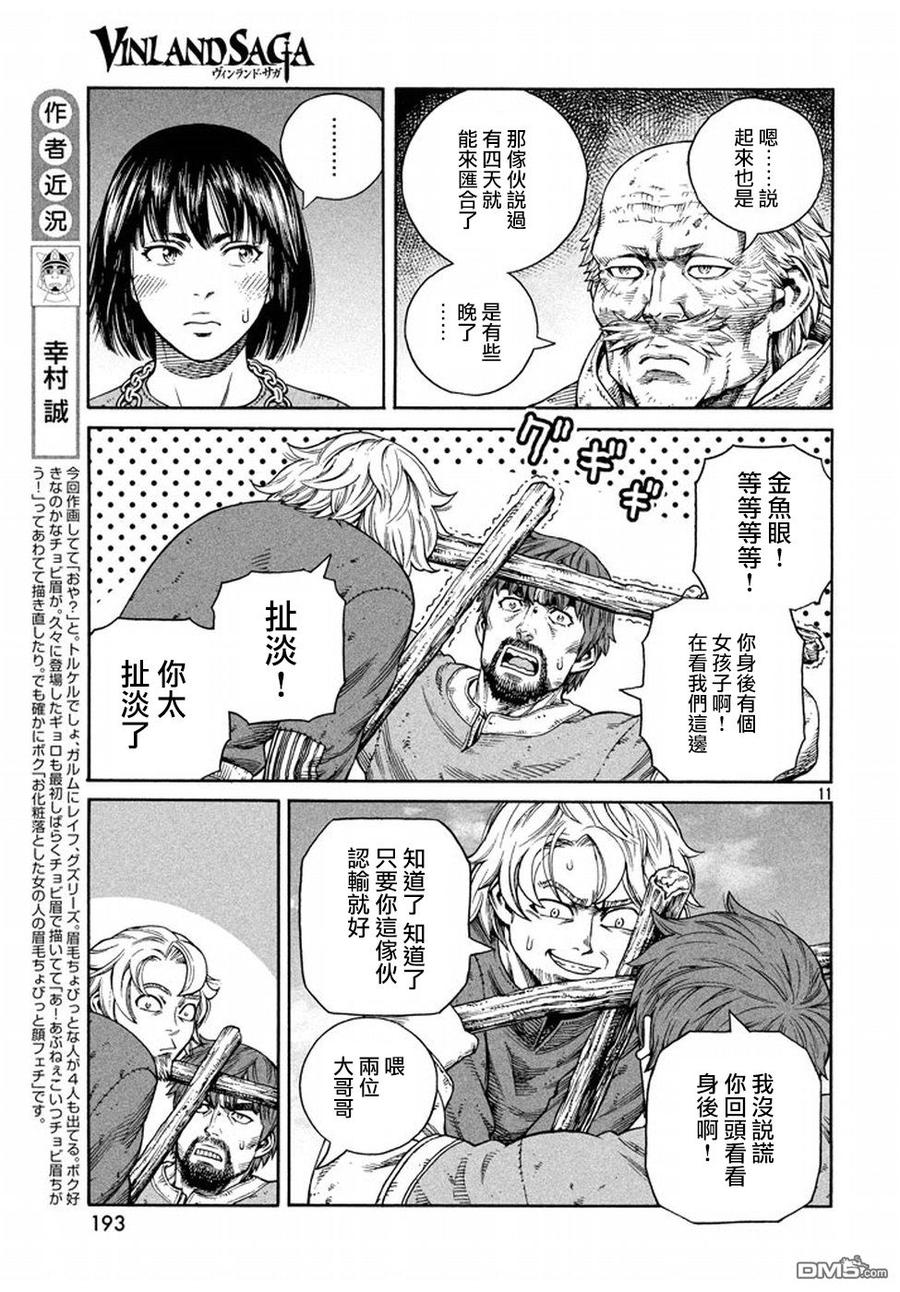 VINLAND SAGA
ヴィンランド・サガ
嗯……説
起來也是
那傢伙説過
有四天就
能來匯合了
是有些
晚了
……
………
グギギ
金魚眼！
等等等等！
你身後有個
女孩子啊！
在看我們這邊
扯淡！
你太
扯淡了
11
知道了 知道了
只要你這傢伙
認輸就好
我沒説謊
你回頭看看
身後啊！
喂
兩位
大哥哥
作者近況
幸村誠
今回作画してて「おや？」と。トルケルでしょ、ガルムにレイフ、グズリーズ。眉毛ちょびっとな人が４人も出てる。ボク好
きなのかなチョビ眉が。久々に登場したギョロも最初しばらくチョビ眉で描いてて「あ！あぶねぇこいつチョビ眉ちが
う！」ってあわてて描き直したり。でも確かにボク「お化粧落とした女の人の眉毛ちょびっと顔フェチ」です。
193
DM5.com